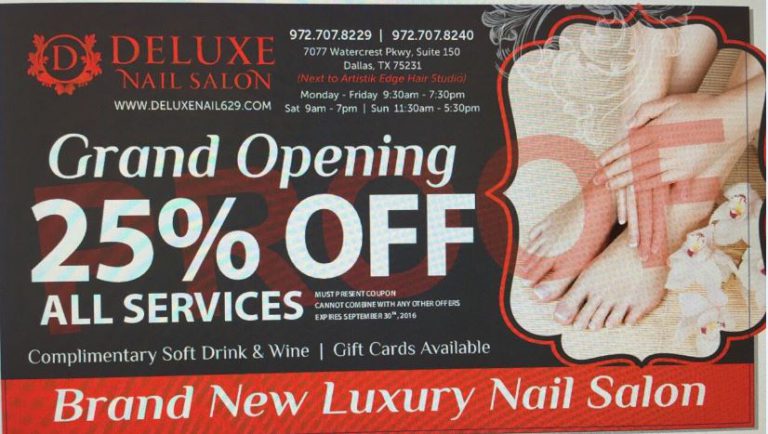 D
DELUXE
NAIL SALON
WWW.DELUXENAIL629.COM
972.707.8229 | 972.707.8240
7077 Watercrest Pkwy, Suite 150
Dallas, TX 75231
(Next to Artistik Edge Hair Studio)
Monday - Friday 9:30am - 7:30pm
Sat 9am - 7pm | Sun 11:30am - 5:30pm
Grand Opening
25% OFF
ALL SERVICES
MUST PRESENT COUPON
CANNOT COMBINE WITH ANY OTHER OFFERS
EXPIRES SEPTEMBER 30TH, 2016
PROOF
Complimentary Soft Drink & Wine | Gift Cards Available
Brand New Luxury Nail Salon